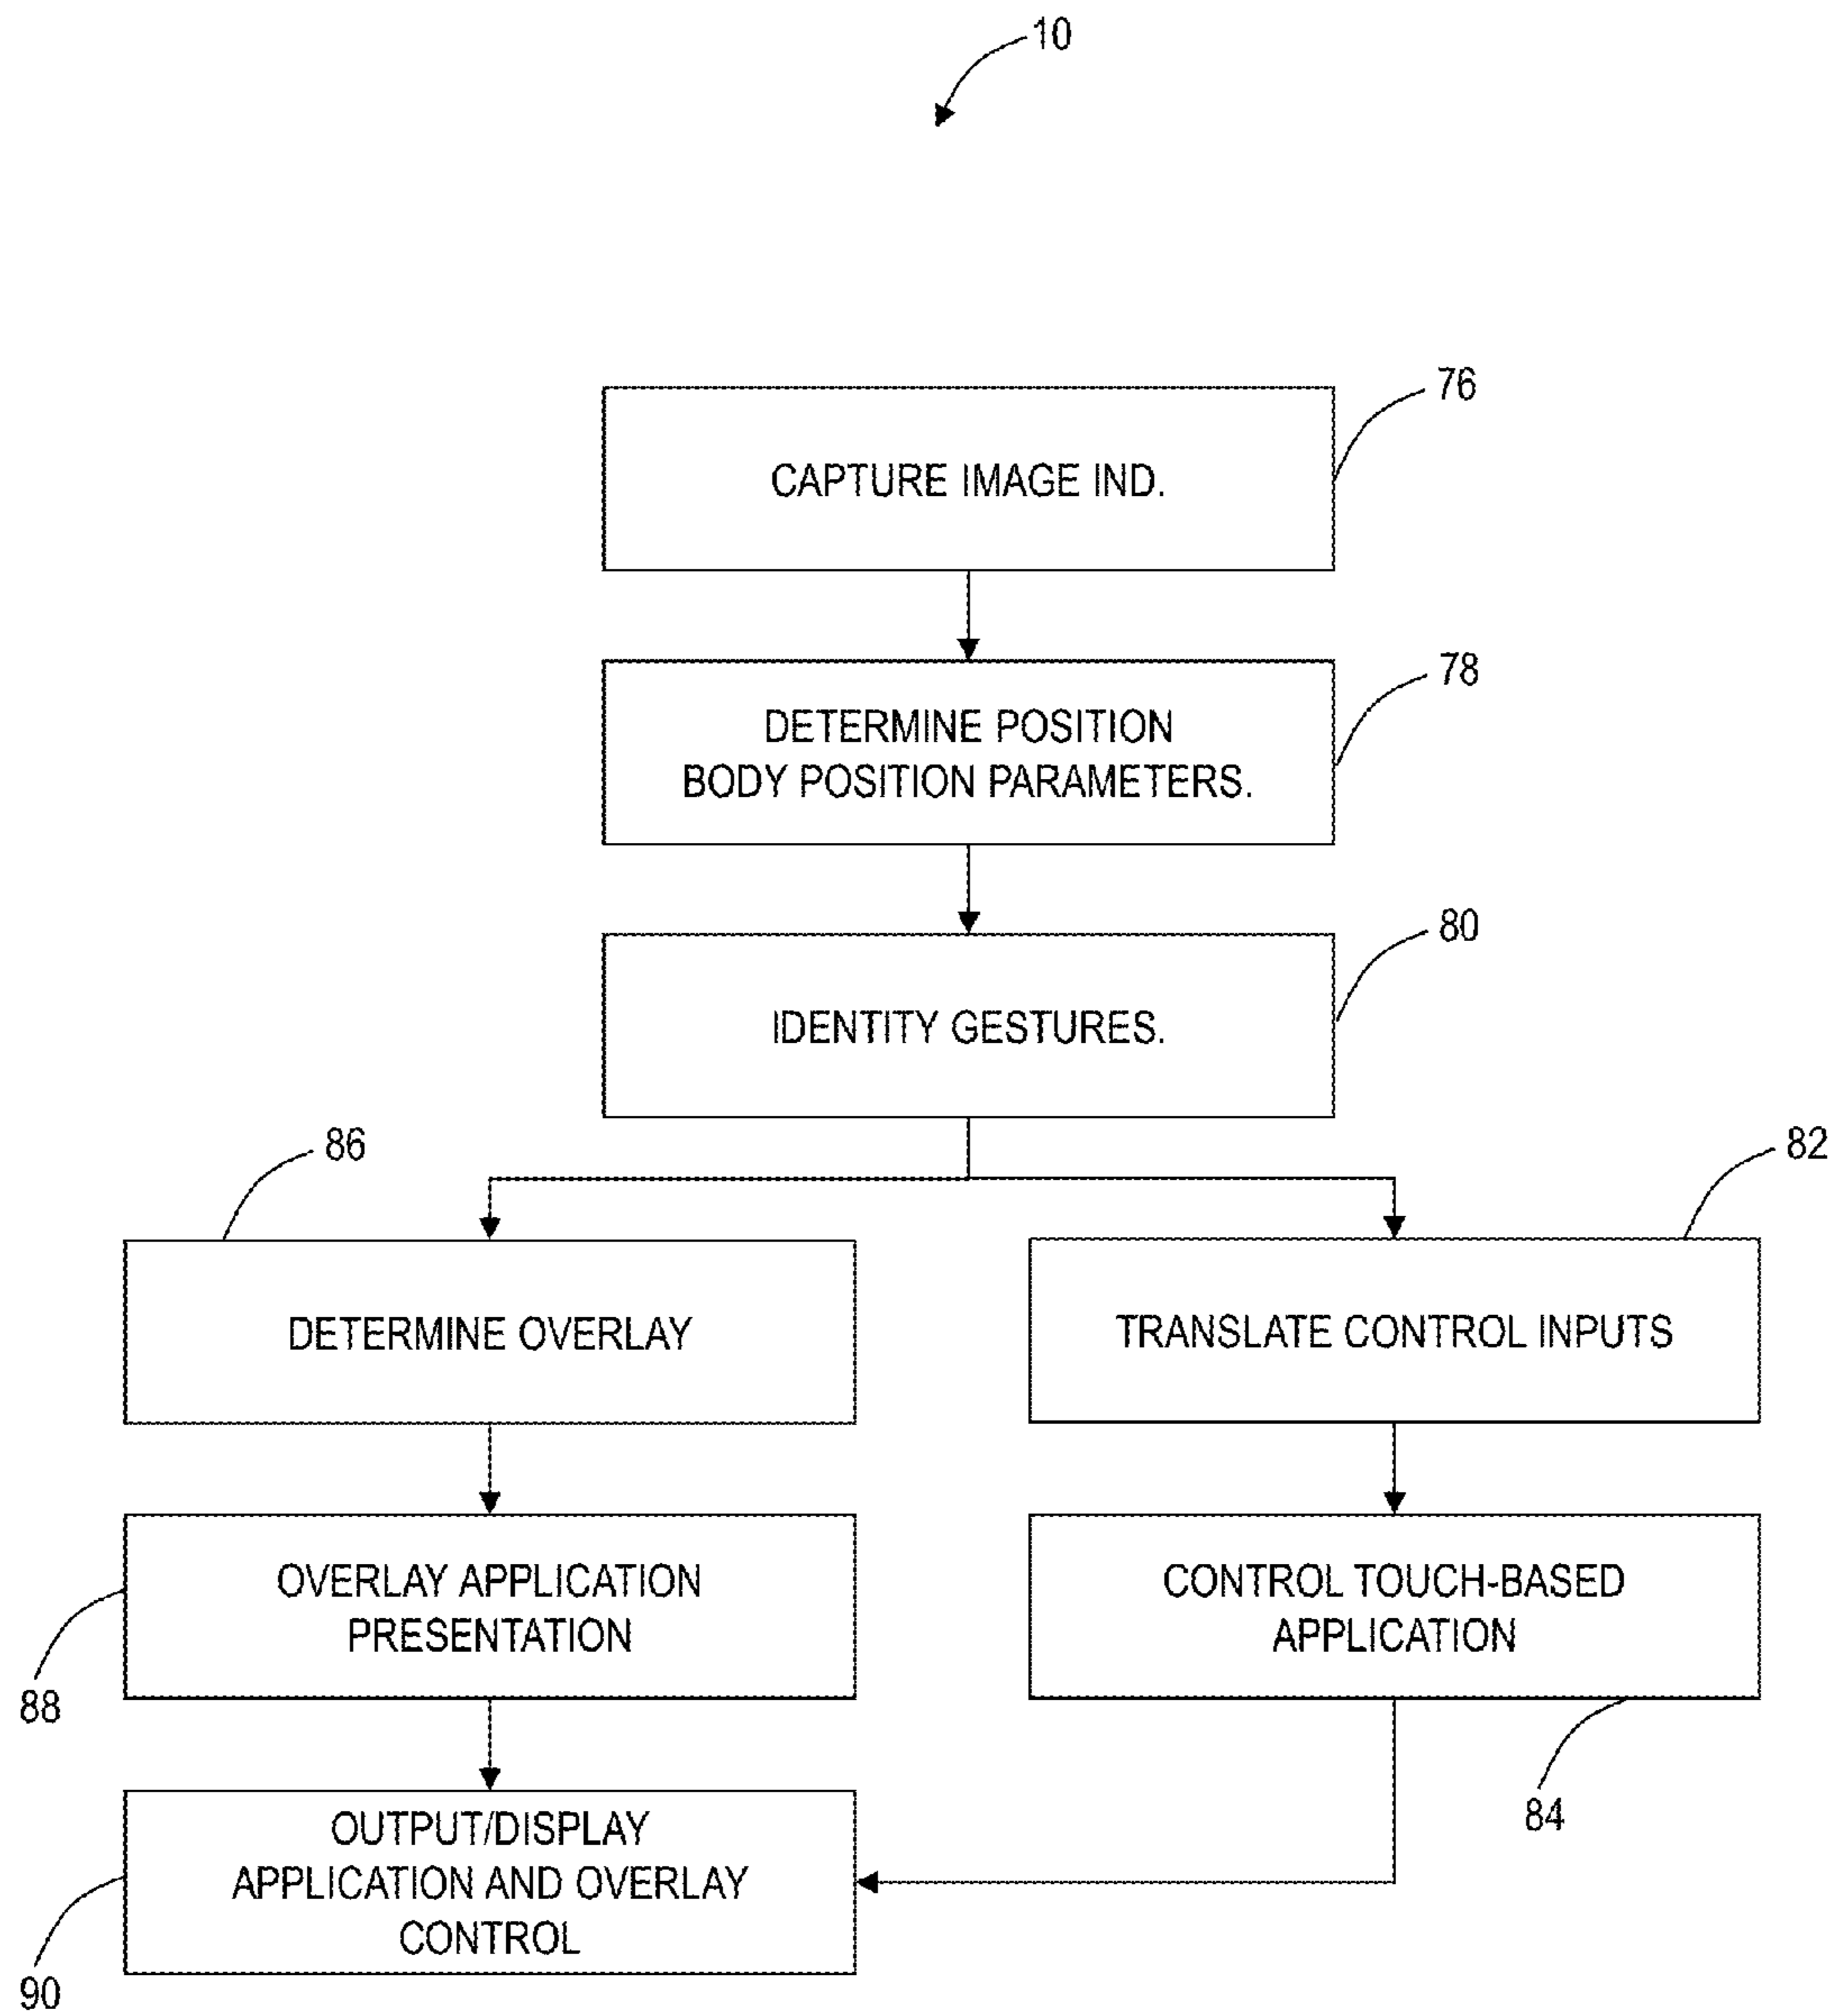 10
76
CAPTURE IMAGE IND.
78
DETERMINE POSITION
BODY POSITION PARAMETERS.
80
IDENTITY GESTURES.
86
82
DETERMINE OVERLAY
TRANSLATE CONTROL INPUTS
OVERLAY APPLICATION
PRESENTATION
88
CONTROL TOUCH-BASED
APPLICATION
84
OUTPUT/DISPLAY
APPLICATION AND OVERLAY
CONTROL
90